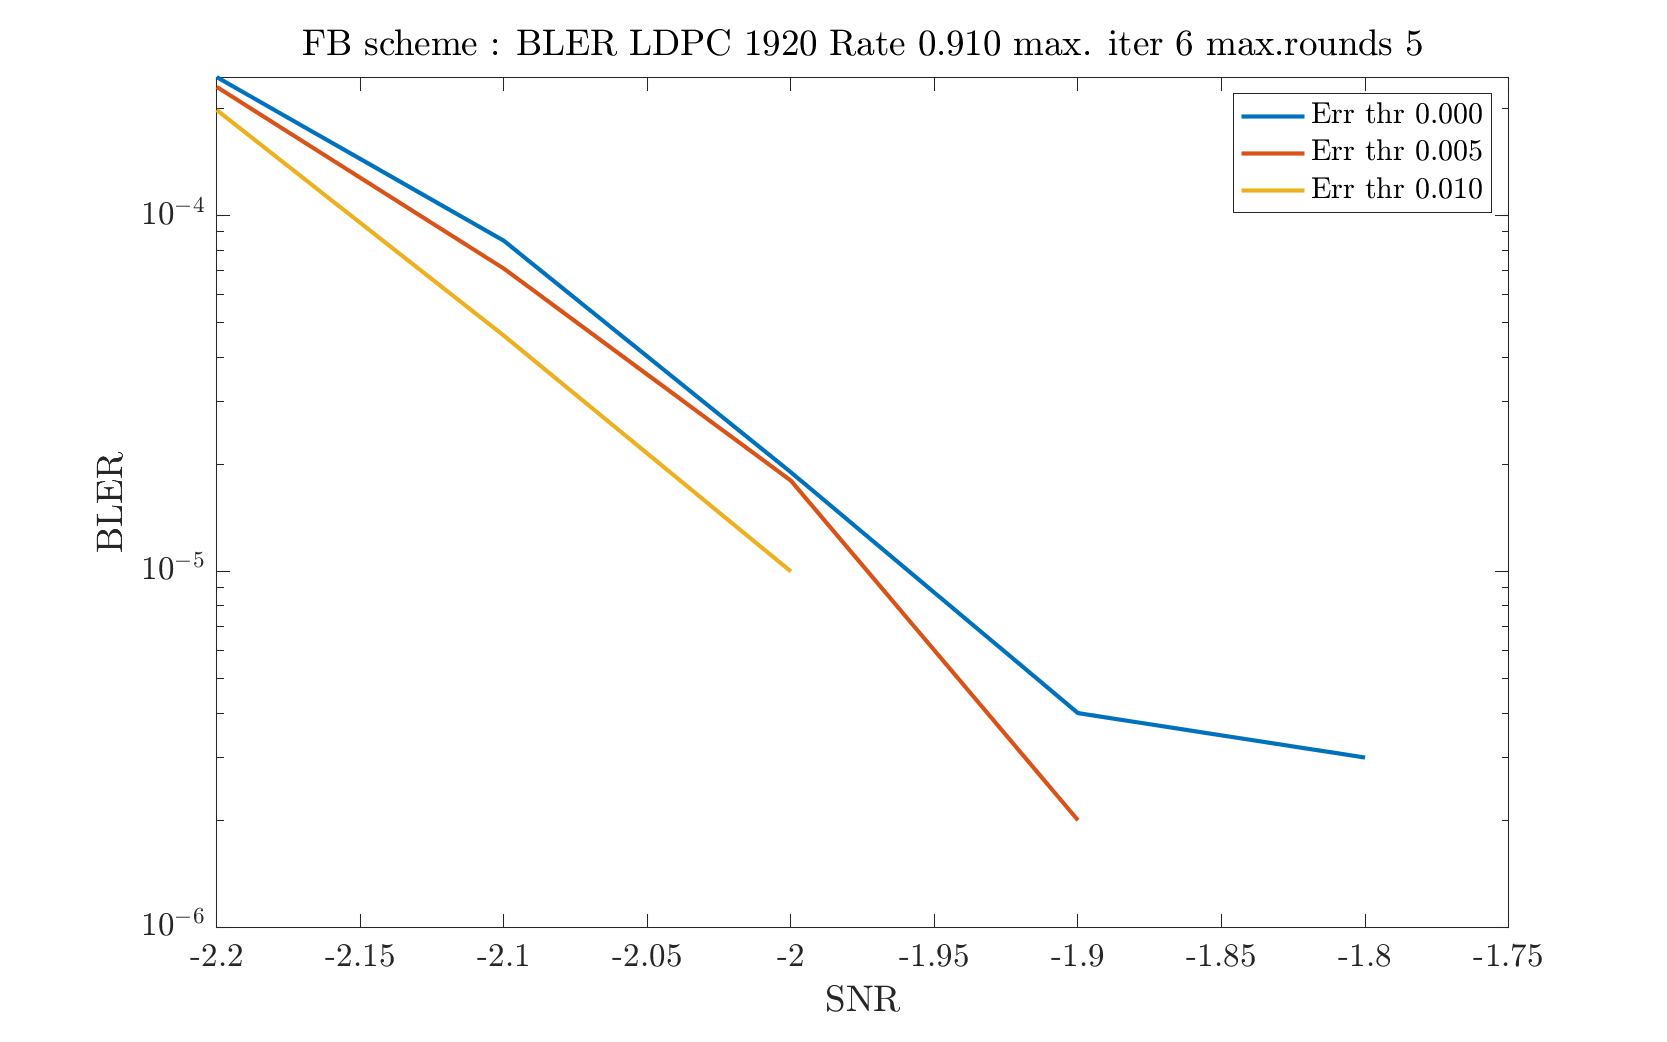 FB scheme : BLER LDPC 1920 Rate 0.910 max. iter 6 max.rounds 5
Err thr 0.000
Err thr 0.005
Err thr 0.010
BLER
10⁻⁴
10⁻⁵
10⁻⁶
-2.2 -2.15 -2.1 -2.05 -2 -1.95 -1.9 -1.85 -1.8 -1.75
SNR